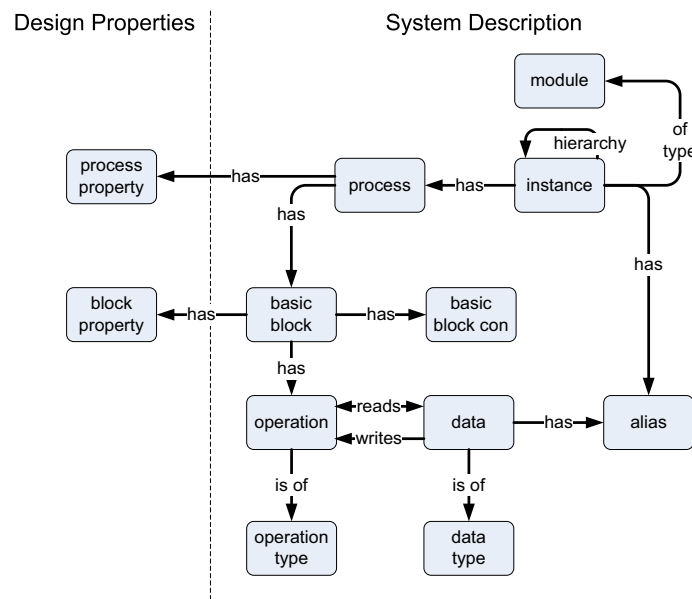 Design Properties
System Description
module
hierarchy
of
type
process
property
has
process
has
instance
has
has
block
property
has
basic
block
has
basic
block con
has
operation
reads
writes
data
has
alias
is of
is of
operation
type
data
type